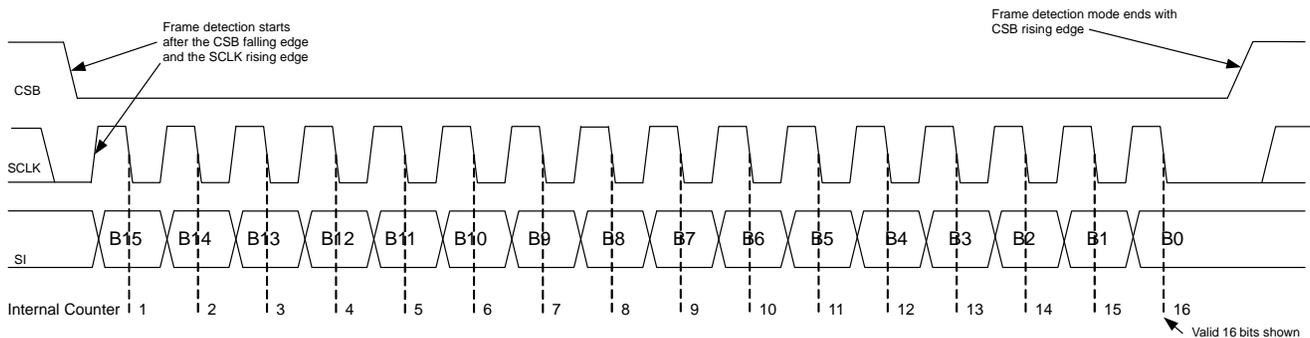 Frame detection starts
after the CSB falling edge
and the SCLK rising edge
Frame detection mode ends with
CSB rising edge
CSB
SCLK
SI
B15 B14 B13 B12 B11 B10 B9 B8 B7 B6 B5 B4 B3 B2 B1 B0
Internal Counter 1 2 3 4 5 6 7 8 9 10 11 12 13 14 15 16
Valid 16 bits shown